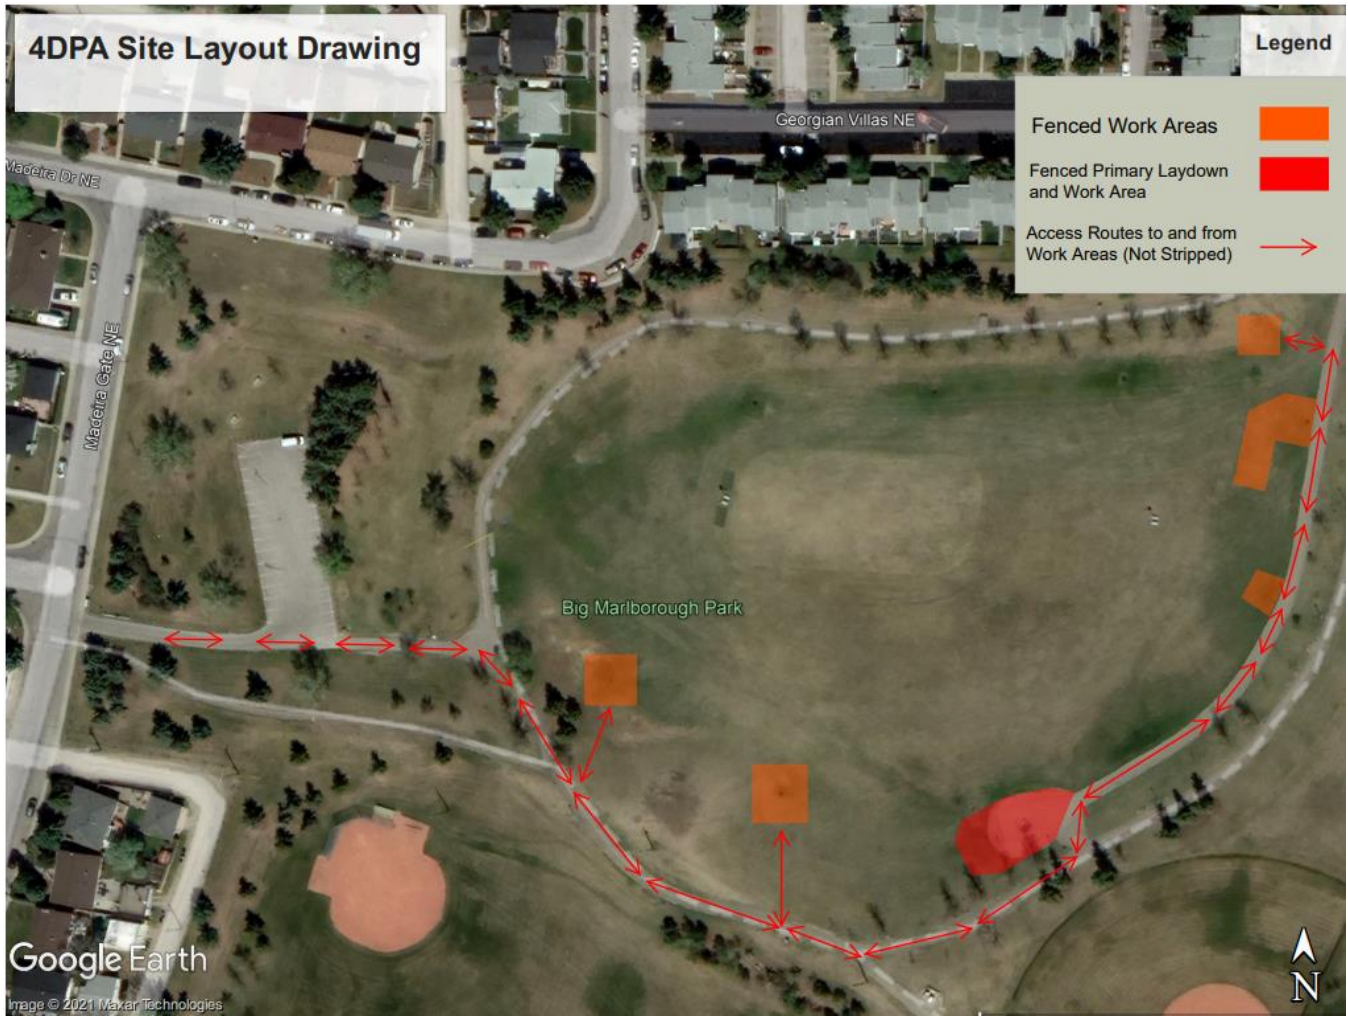 4DPA Site Layout Drawing
Legend
Fenced Work Areas
Fenced Primary Laydown
and Work Area
Access Routes to and from
Work Areas (Not Stripped)
Georgian Villas NE
Madeira Dr NE
Madeira Gate NE
Big Marlborough Park
Google Earth
Image © 2021 Maxar Technologies
N